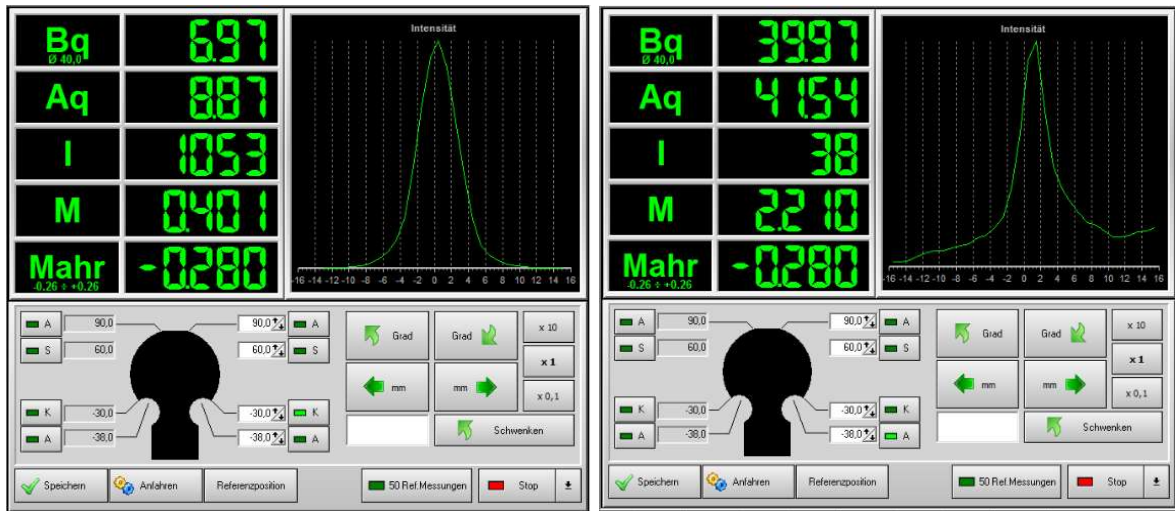 Bq 6.97
Ø 40,0
Aq 8.87
I 1053
M 0.401
Mahr -0.280
-0.26 ÷ +0.26
Intensität
-16 -14 -12 -10 -8 -6 -4 -2 0 2 4 6 8 10 12 14 16
A 90,0 90,0 A
S 60,0 60,0 S
K -30,0 -30,0 K
A -38,0 -38,0 A
Grad Grad x 10
mm mm x 1
x 0,1
Schwenken
Speichern Anfahren Referenzposition 50 Ref.Messungen Stop
Bq 39.97
Ø 40,0
Aq 41.54
I 38
M 2.210
Mahr -0.280
-0.26 ÷ +0.26
Intensität
-16 -14 -12 -10 -8 -6 -4 -2 0 2 4 6 8 10 12 14 16
A 90,0 90,0 A
S 60,0 60,0 S
K -30,0 -30,0 K
A -38,0 -38,0 A
Grad Grad x 10
mm mm x 1
x 0,1
Schwenken
Speichern Anfahren Referenzposition 50 Ref.Messungen Stop